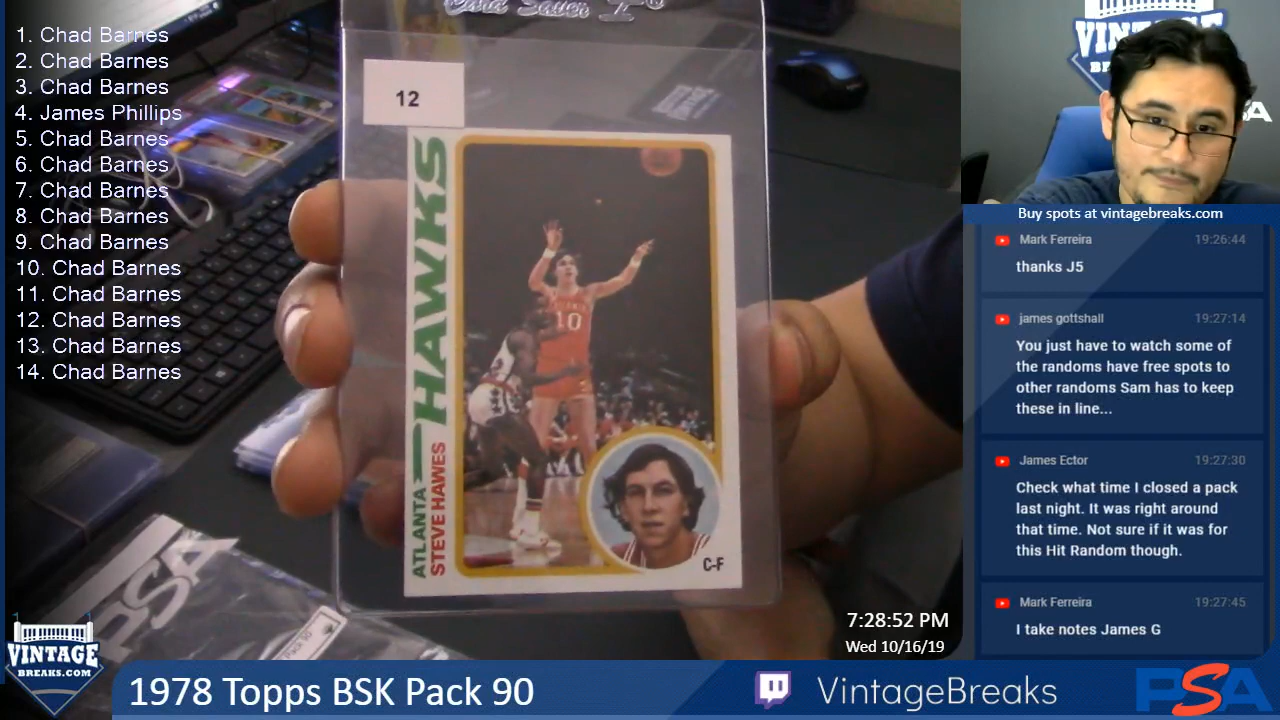 1. Chad Barnes
2. Chad Barnes
3. Chad Barnes
4. James Phillips
5. Chad Barnes
6. Chad Barnes
7. Chad Barnes
8. Chad Barnes
9. Chad Barnes
10. Chad Barnes
11. Chad Barnes
12. Chad Barnes
13. Chad Barnes
14. Chad Barnes
Card Saver I®
12
ATLANTA HAWKS
STEVE HAWES
10
C-F
PSA
VINTAGE
Buy spots at vintagebreaks.com
Mark Ferreira 19:26:44
thanks J5
james gottshall 19:27:14
You just have to watch some of
the randoms have free spots to
other randoms Sam has to keep
these in line...
James Ector 19:27:30
Check what time I closed a pack
last night. It was right around
that time. Not sure if it was for
this Hit Random though.
Mark Ferreira 19:27:45
I take notes James G
7:28:52 PM
Wed 10/16/19
VINTAGE
BREAKS.COM
1978 Topps BSK Pack 90
VintageBreaks
PSA